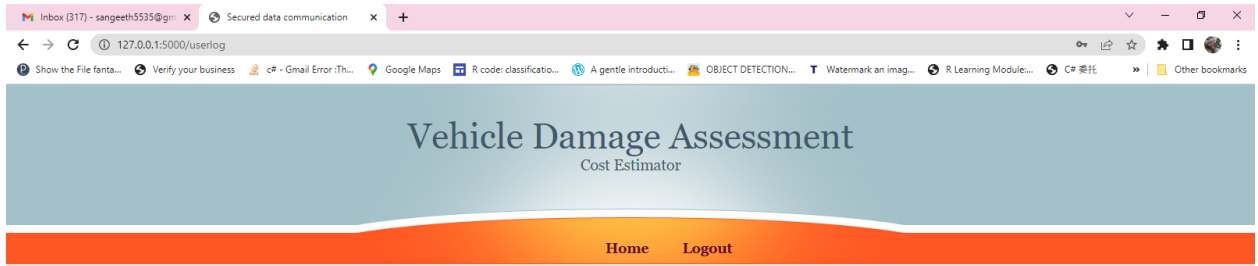 Inbox (317) - sangeeth5535@gm
Secured data communication
127.0.0.1:5000/userlog
Show the File fanta... Verify your business c# - Gmail Error :Th... Google Maps R code: classificatio... A gentle introducti... OBJECT DETECTION... Watermark an imag... R Learning Module:... C# 委托 » Other bookmarks
Vehicle Damage Assessment
Cost Estimator
Home Logout